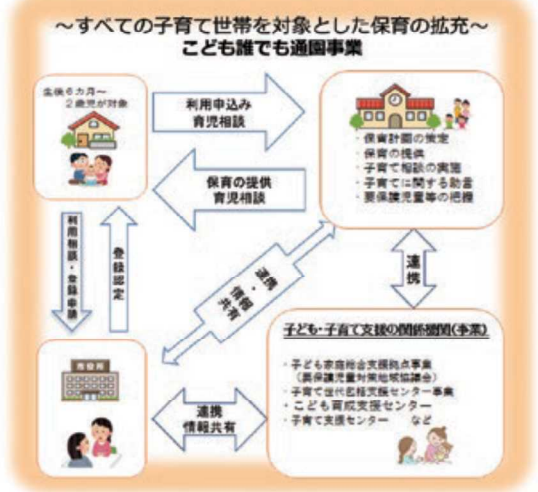 ～すべての子育て世帯を対象とした保育の拡充～
こども誰でも通園事業
生後６カ月～
２歳児が対象
利用申込み
育児相談
・保育計画の策定
・保育の提供
・子育て相談の実施
・子育てに関する助言
・要保護児童等の把握
保育の提供
育児相談
利用相談・登録申請
登録認定
連携・
情報共有
連携
市役所
子ども・子育て支援の関係機関(事業)
・子ども家庭総合支援拠点事業
（要保護児童対策地域協議会）
・子育て世代包括支援センター事業
・こども育成支援センター
・子育て支援センター　など
連携
情報共有